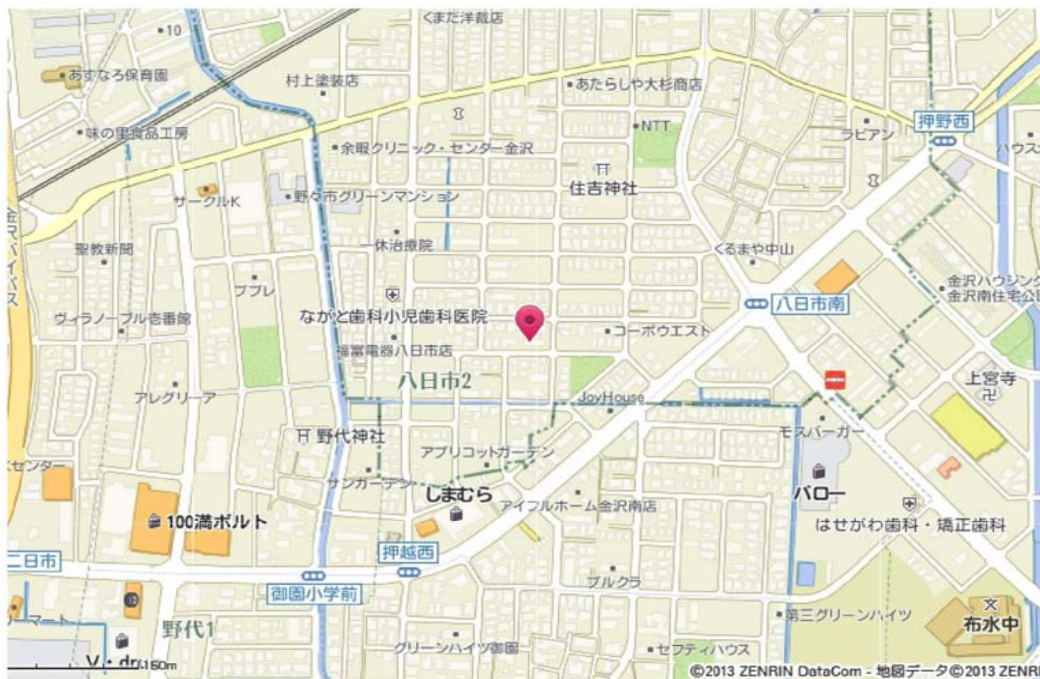 くまだ洋裁店
10
あすなろ保育園
村上塗装店
あたらしや大杉商店
味の里食品工房
NTT
ラビアン
押野西
ハウス
余暇クリニック・センター金沢
住吉神社
サークルK
野々市グリーンマンション
金沢バイパス
聖教新聞
一休治療院
くるまや中山
ププレ
金沢ハウジング
金沢南住宅公
八日市南
ながと歯科小児歯科医院
ヴィラノーブル壱番館
コーポウエスト
福富電器八日市店
八日市2
上宮寺
アレグリーア
JoyHouse
モスバーガー
野代神社
アプリコットガーデン
センター
サンガーデン
しまむら
バロー
アイフルホーム金沢南店
100満ボルト
はせがわ歯科・矯正歯科
押越西
二日市
御園小学前
プルクラ
マート
野代1
第三グリーンハイツ
布水中
グリーンハイツ御園
セフティハウス
V・dr
150m
©2013 ZENRIN DataCom - 地図データ©2013 ZENRI